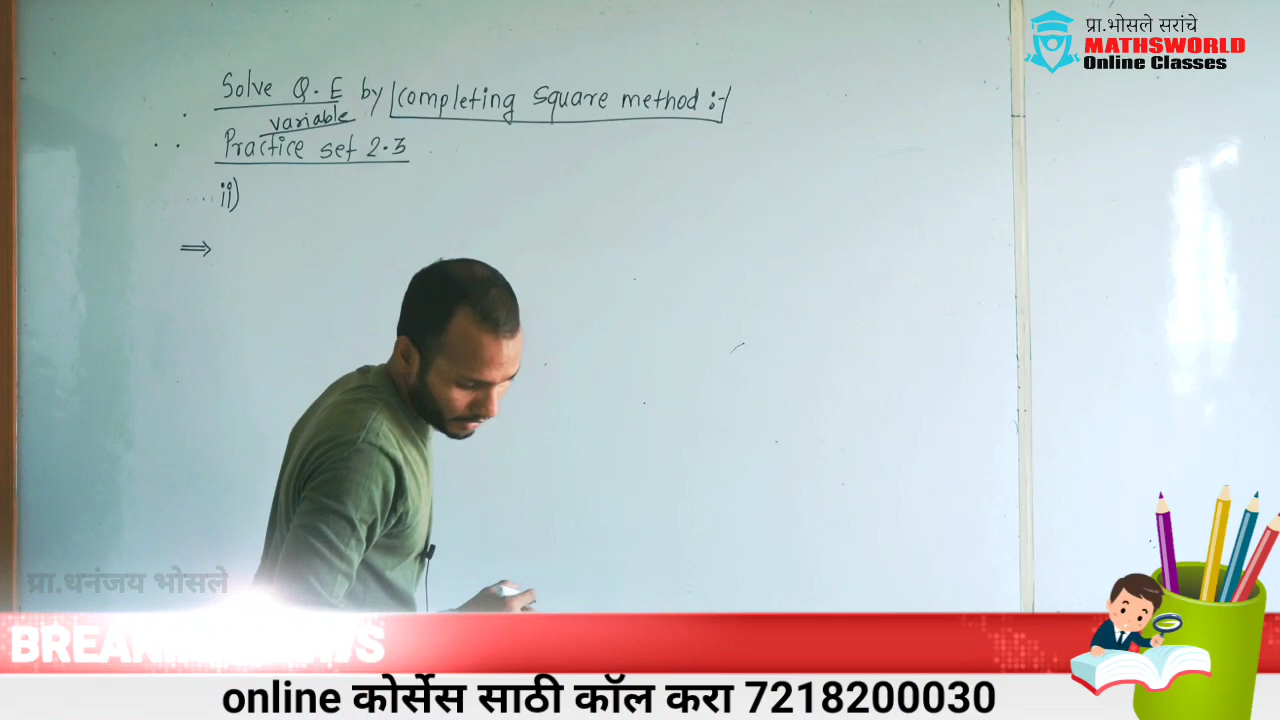 प्रा.भोसले सरांचे
MATHSWORLD
Online Classes
Solve Q.E by completing square method :-
variable
Practice set 2.3
ii)
⇒
प्रा.धनंजय भोसले
online कोर्सेस साठी कॉल करा 7218200030